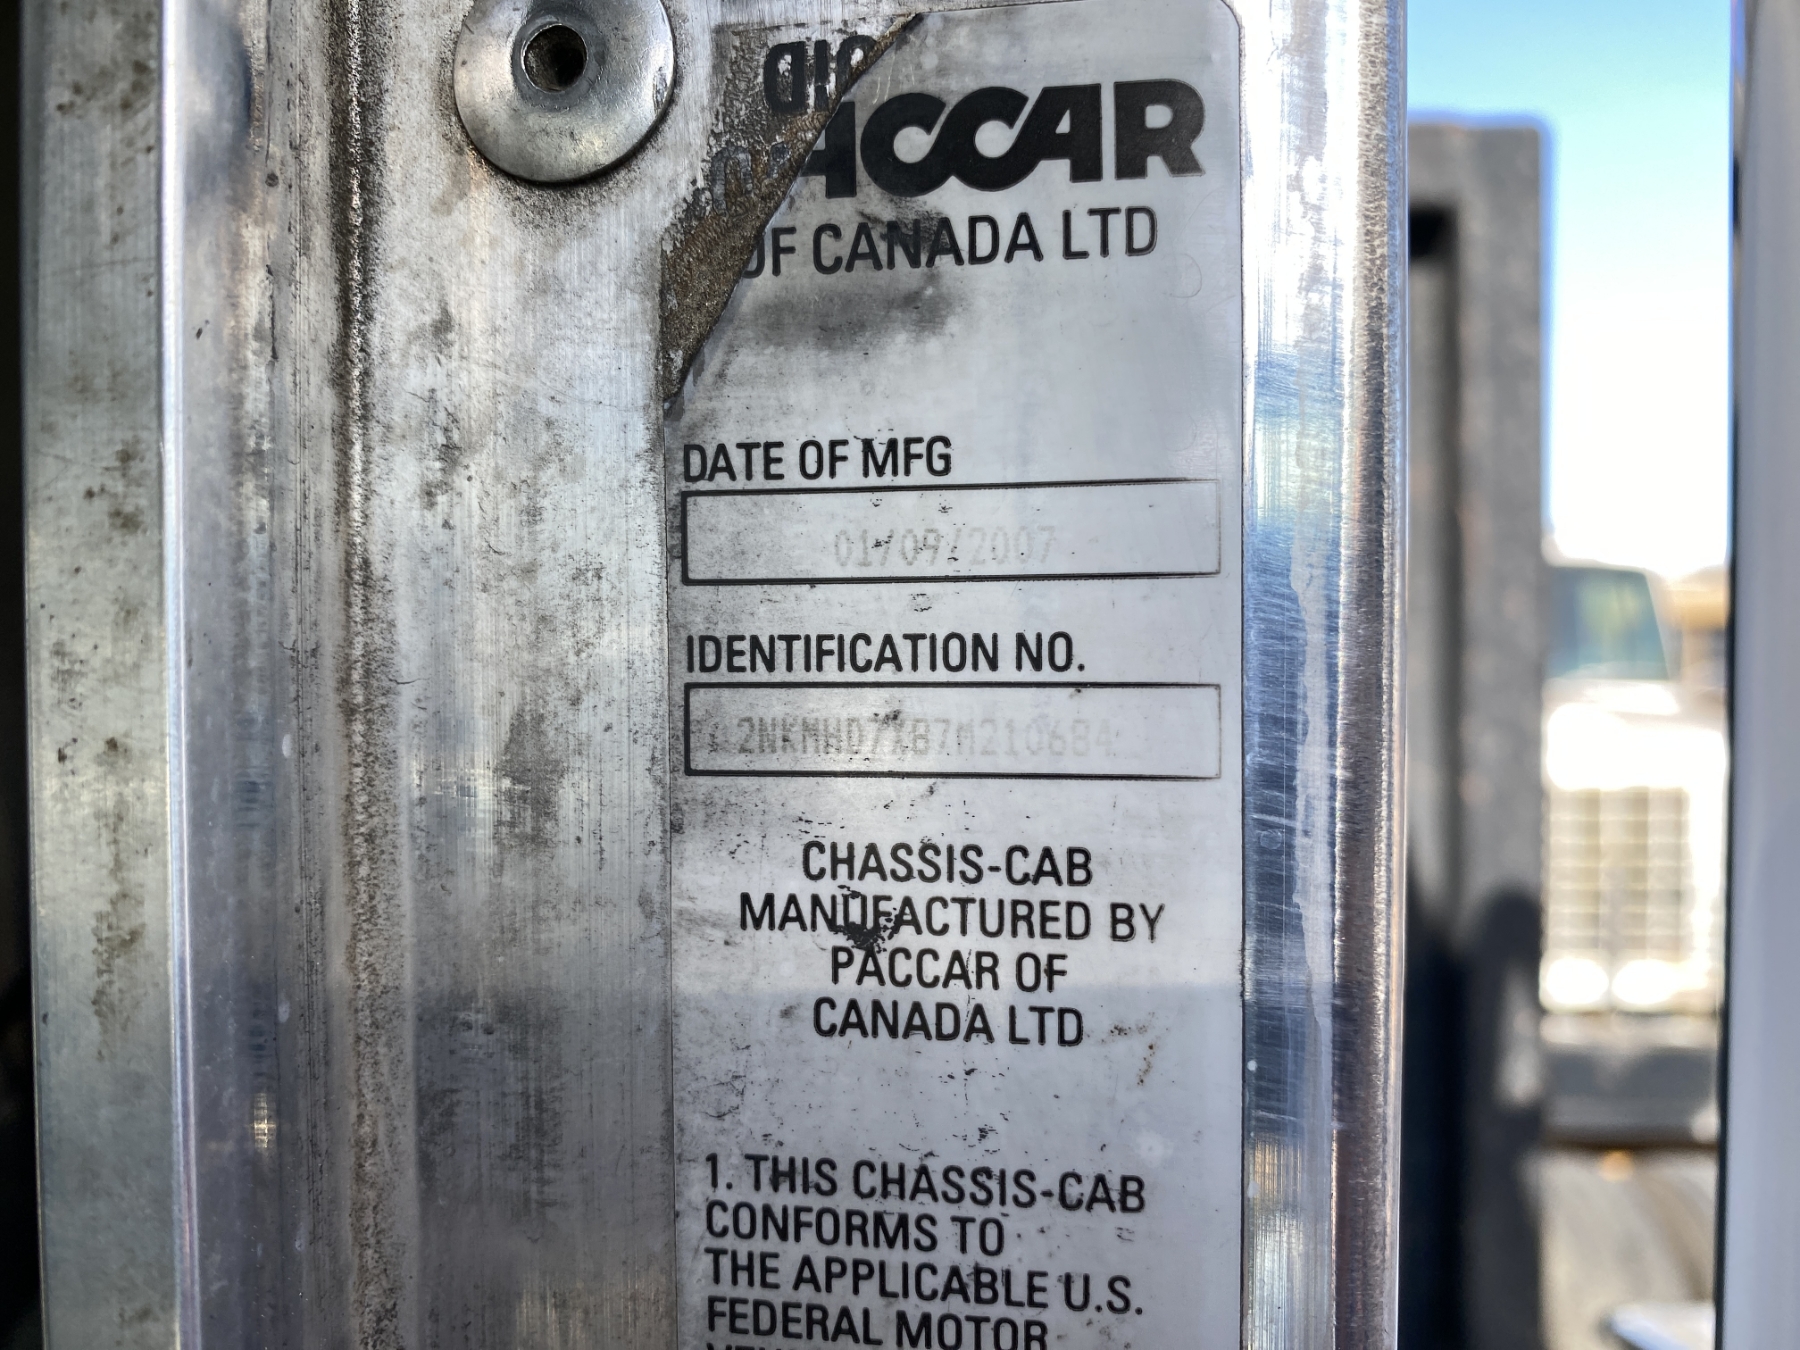 ACCAR
OF CANADA LTD
DATE OF MFG
01/09/2007
IDENTIFICATION NO.
2NKMHD7XB7M210684
CHASSIS-CAB
MANUFACTURED BY
PACCAR OF
CANADA LTD
1. THIS CHASSIS-CAB
CONFORMS TO
THE APPLICABLE U.S.
FEDERAL MOTOR